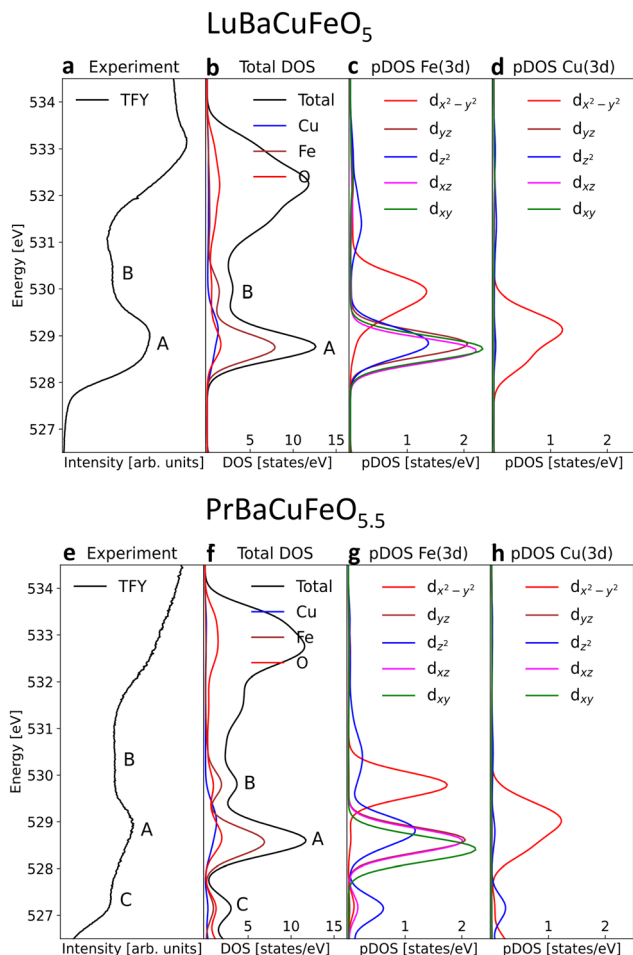 LuBaCuFeO5
a Experiment b Total DOS c pDOS Fe(3d) d pDOS Cu(3d)
TFY Total dx²−y² dx²−y²
Cu dyz dyz
Fe dz² dz²
O dxz dxz
dxy dxy
534
533
532
531
530
529
528
527
Energy [eV]
B B
A A
5 10 15 1 2 1 2
Intensity [arb. units] DOS [states/eV] pDOS [states/eV] pDOS [states/eV]
PrBaCuFeO5.5
e Experiment f Total DOS g pDOS Fe(3d) h pDOS Cu(3d)
TFY Total dx²−y² dx²−y²
Cu dyz dyz
Fe dz² dz²
O dxz dxz
dxy dxy
534
533
532
531
530
529
528
527
Energy [eV]
B B
A A
C C
5 10 15 1 2 1 2
Intensity [arb. units] DOS [states/eV] pDOS [states/eV] pDOS [states/eV]